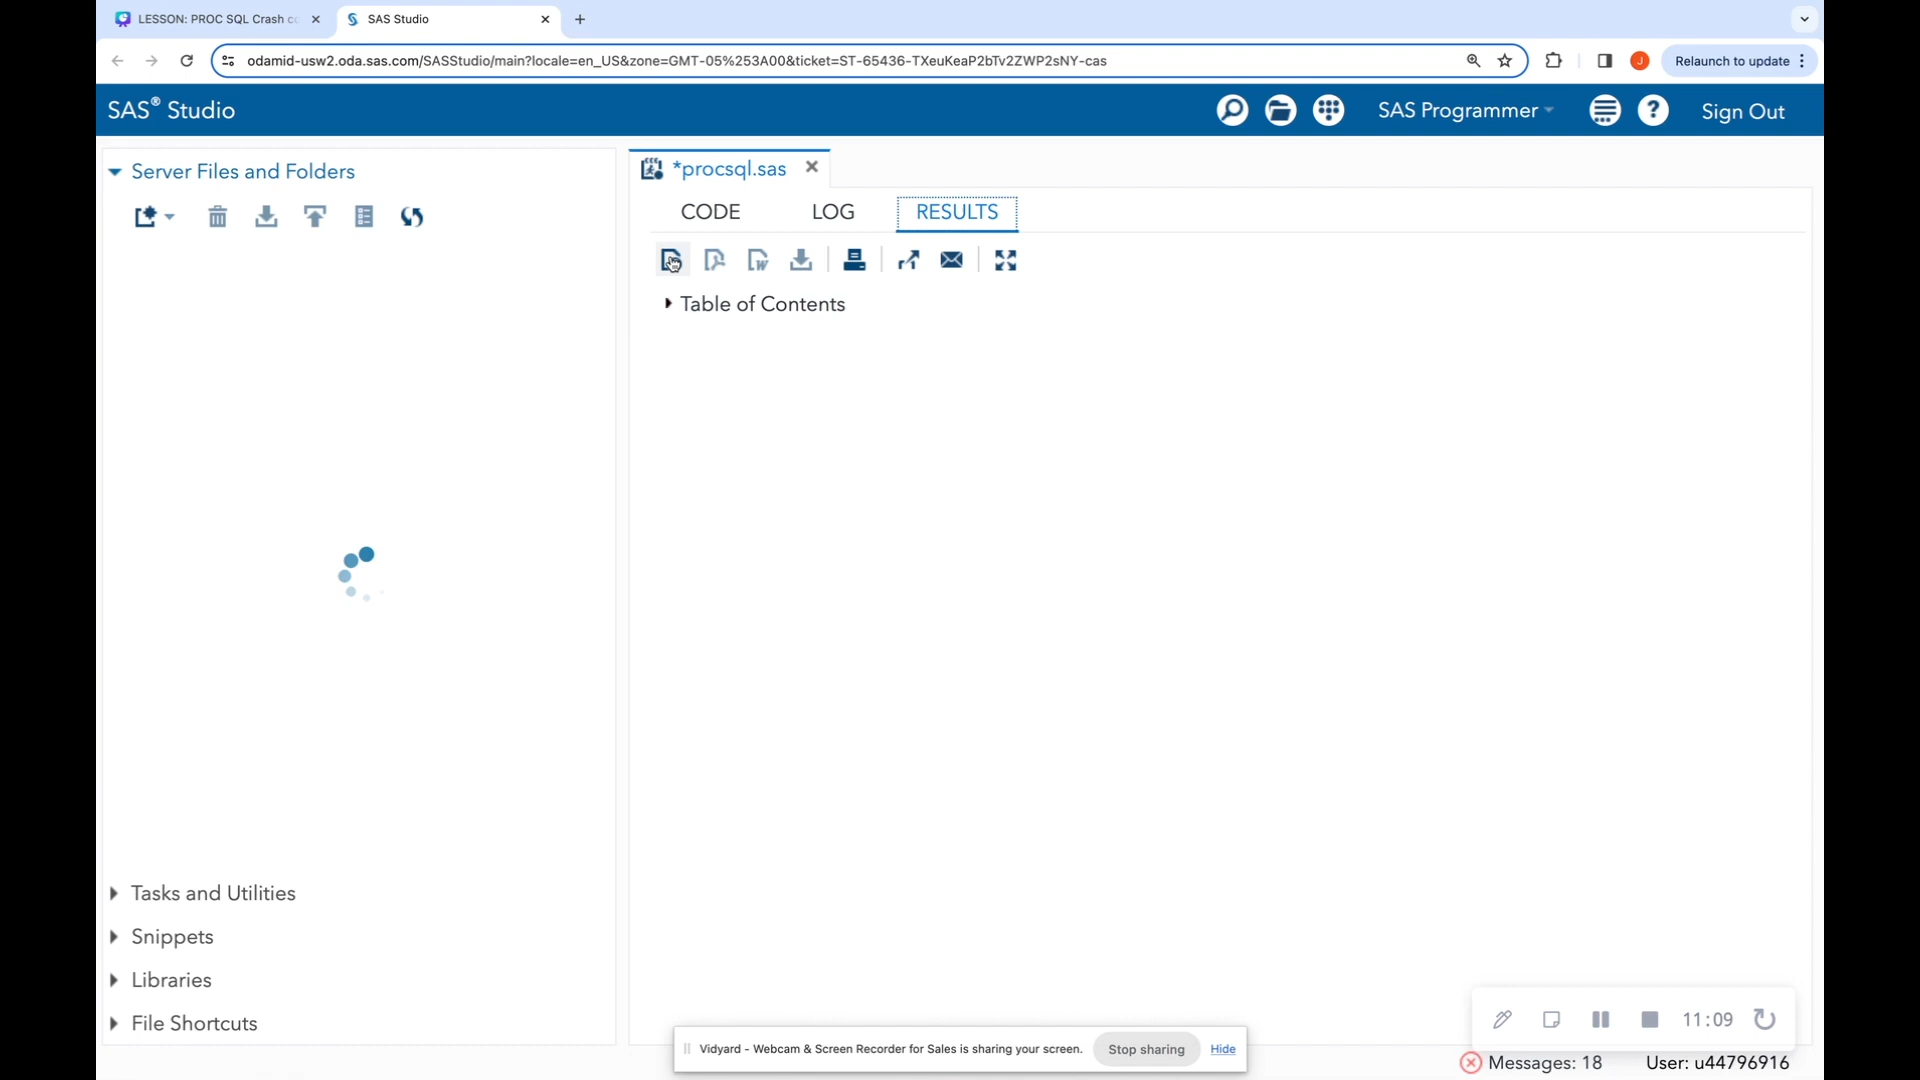 LESSON: PROC SQL Crash co
SAS Studio
odamid-usw2.oda.sas.com/SASStudio/main?locale=en_US&zone=GMT-05%253A00&ticket=ST-65436-TXeuKeaP2bTv2ZWP2sNY-cas
J
Relaunch to update
SAS® Studio
SAS Programmer
?
Sign Out
Server Files and Folders
*procsql.sas
CODE
LOG
RESULTS
Table of Contents
Tasks and Utilities
Snippets
Libraries
File Shortcuts
11:09
Vidyard - Webcam & Screen Recorder for Sales is sharing your screen.
Stop sharing
Hide
Messages: 18
User: u44796916